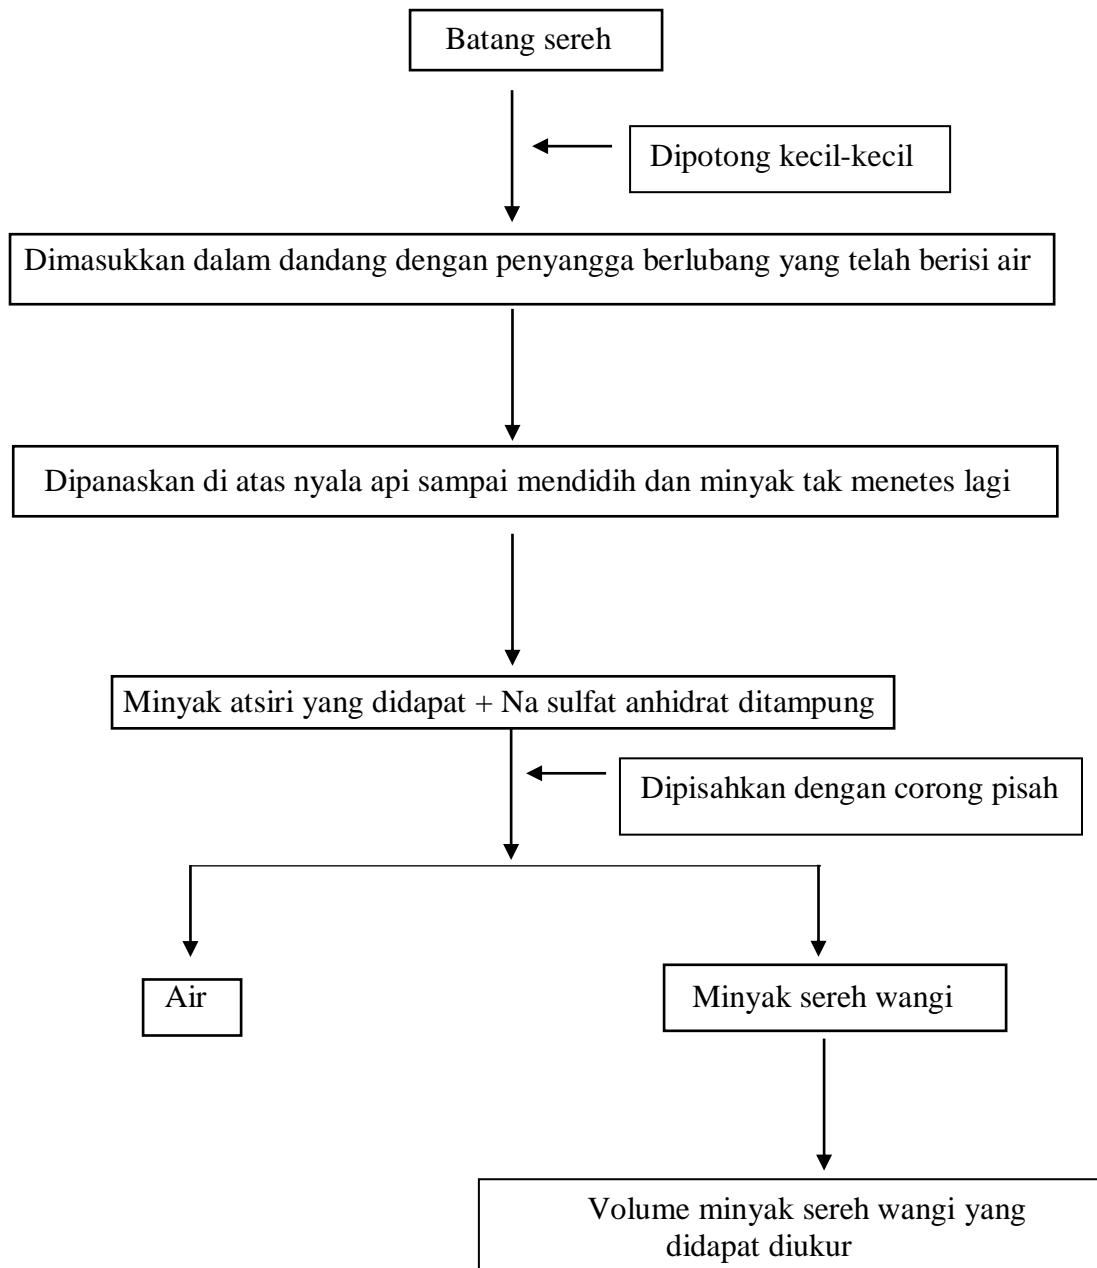 Batang sereh
Dipotong kecil-kecil
Dimasukkan dalam dandang dengan penyangga berlubang yang telah berisi air
Dipanaskan di atas nyala api sampai mendidih dan minyak tak menetes lagi
Minyak atsiri yang didapat + Na sulfat anhidrat ditampung
Dipisahkan dengan corong pisah
Air
Minyak sereh wangi
Volume minyak sereh wangi yang
didapat diukur